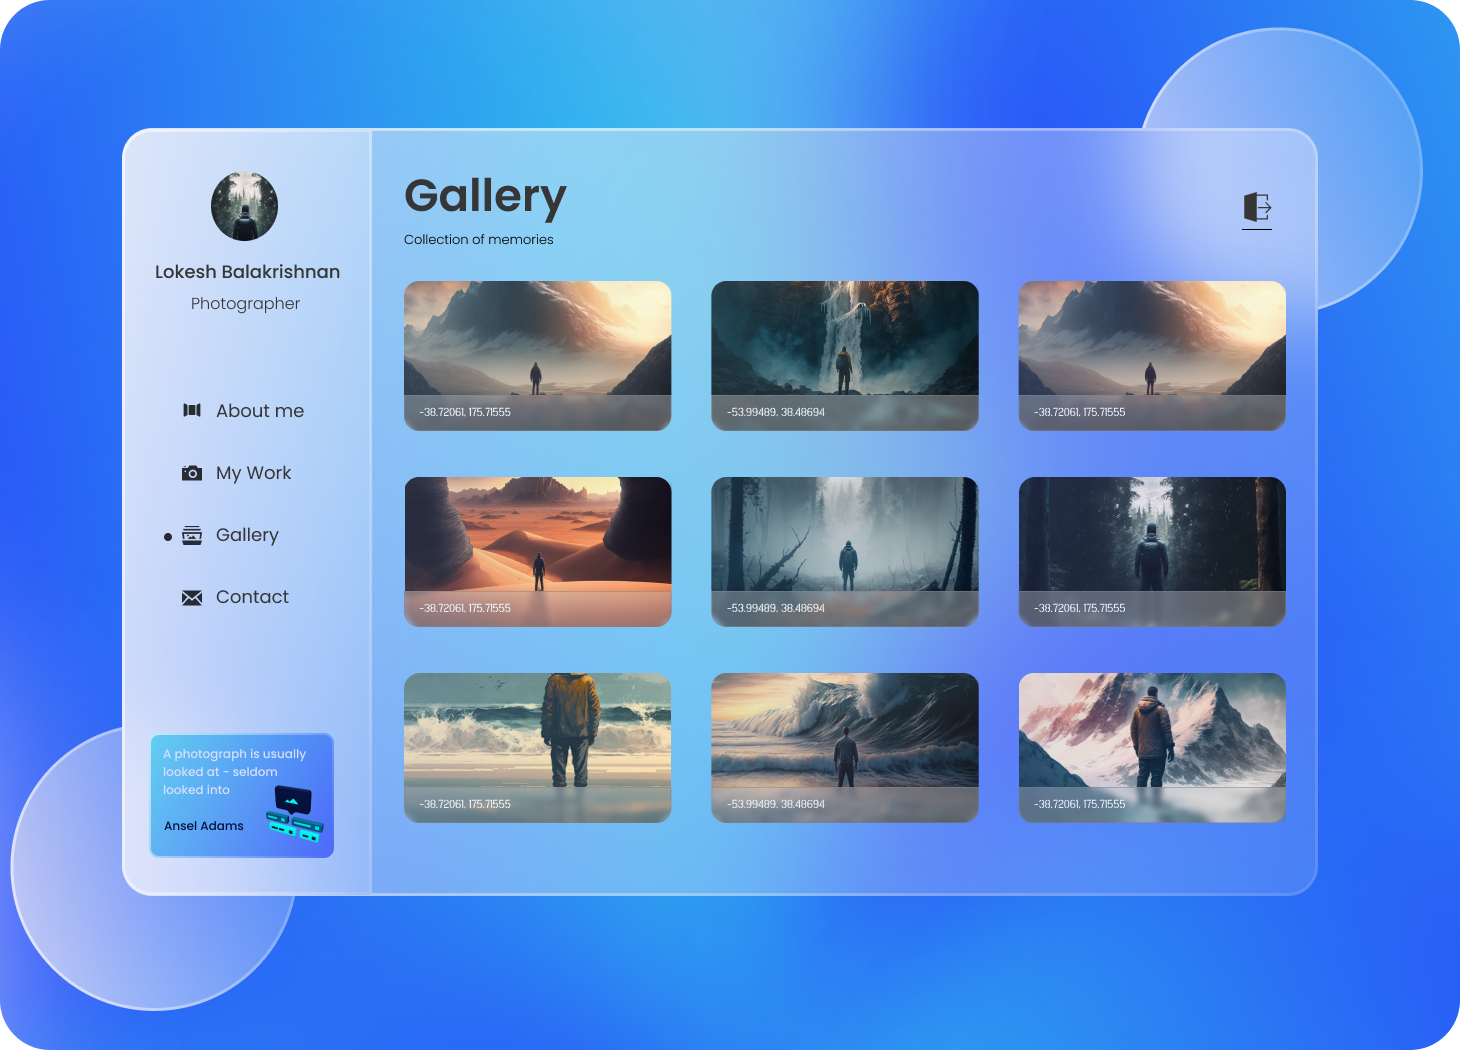 Lokesh Balakrishnan
Photographer
About me
My Work
Gallery
Contact
A photograph is usually
looked at - seldom
looked into
Ansel Adams
Gallery
Collection of memories
-38.72061, 175.71555
-53.99489, 38.48694
-38.72061, 175.71555
-38.72061, 175.71555
-53.99489, 38.48694
-38.72061, 175.71555
-38.72061, 175.71555
-53.99489, 38.48694
-38.72061, 175.71555